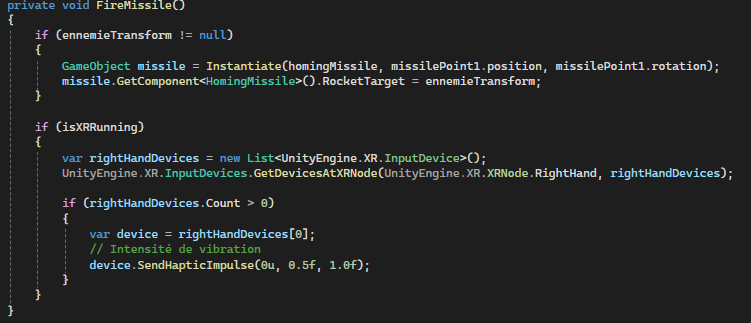 private void FireMissile()
{
if (ennemieTransform != null)
{
GameObject missile = Instantiate(homingMissile, missilePoint1.position, missilePoint1.rotation);
missile.GetComponent<HomingMissile>().RocketTarget = ennemieTransform;
}
if (isXRRunning)
{
var rightHandDevices = new List<UnityEngine.XR.InputDevice>();
UnityEngine.XR.InputDevices.GetDevicesAtXRNode(UnityEngine.XR.XRNode.RightHand, rightHandDevices);
if (rightHandDevices.Count > 0)
{
var device = rightHandDevices[0];
// Intensité de vibration
device.SendHapticImpulse(0u, 0.5f, 1.0f);
}
}
}